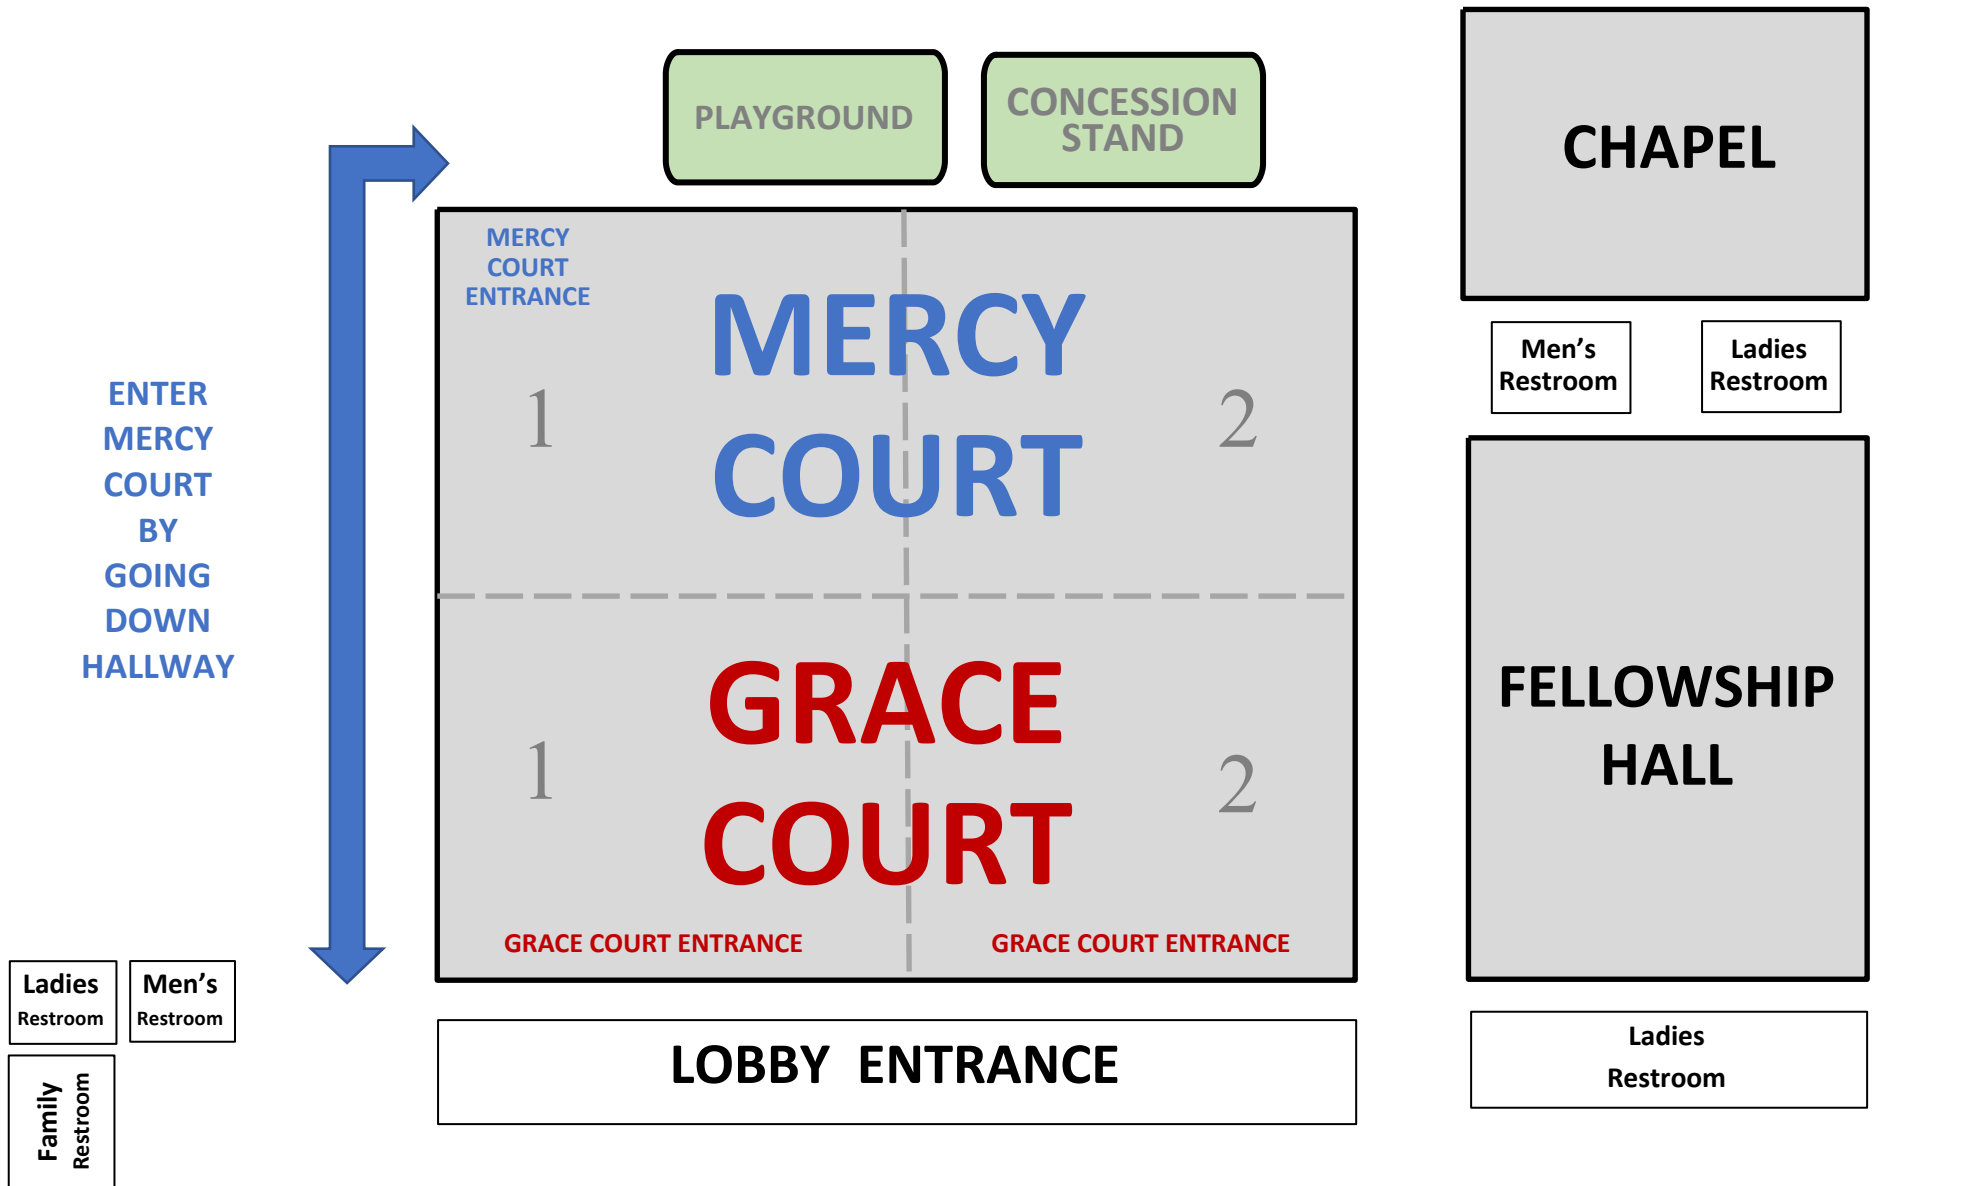 PLAYGROUND
CONCESSION
STAND
CHAPEL
MERCY
COURT
ENTRANCE
MERCY
COURT
1
2
Men's
Restroom
Ladies
Restroom
ENTER
MERCY
COURT
BY
GOING
DOWN
HALLWAY
GRACE
COURT
1
2
FELLOWSHIP
HALL
GRACE COURT ENTRANCE
GRACE COURT ENTRANCE
Ladies
Restroom
Men's
Restroom
Family
Restroom
LOBBY ENTRANCE
Ladies
Restroom